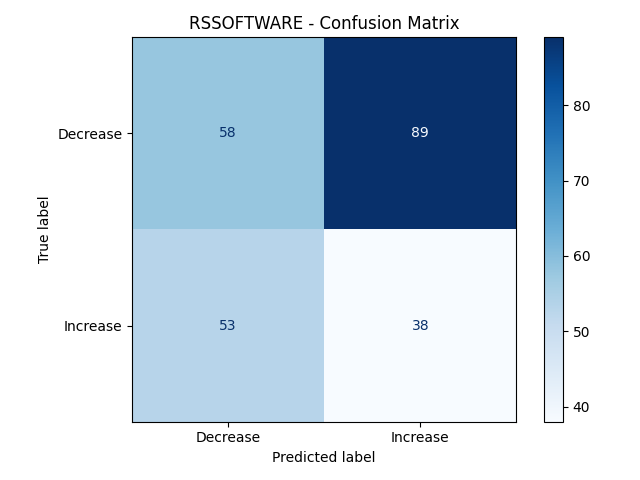 RSSOFTWARE - Confusion Matrix
True label
Decrease
58
89
Increase
53
38
Decrease
Increase
Predicted label
80
70
60
50
40